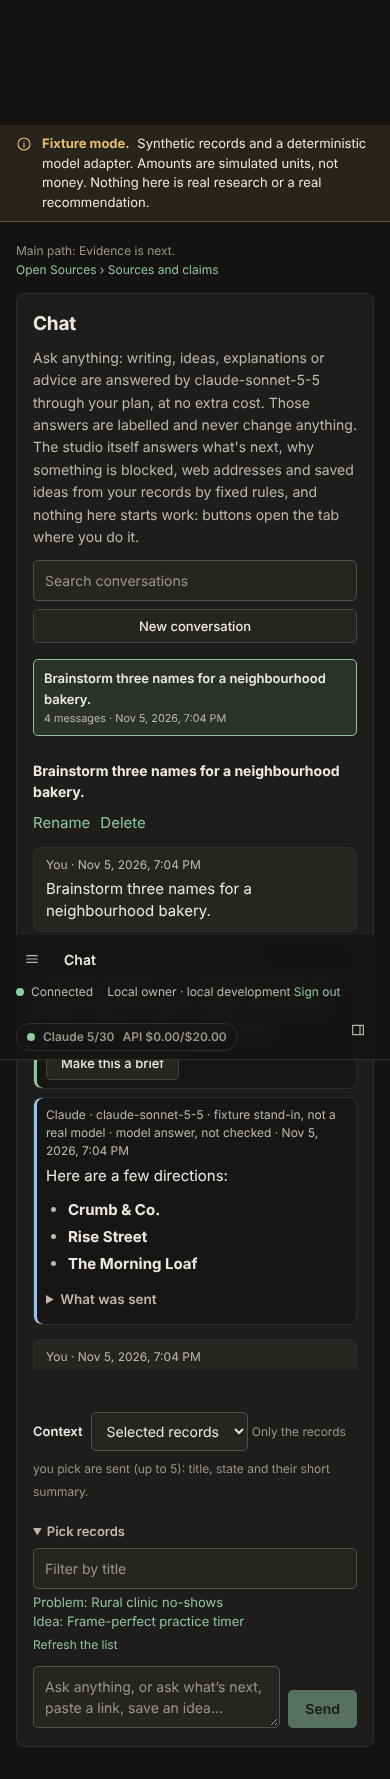 Fixture mode. Synthetic records and a deterministic
model adapter. Amounts are simulated units, not
money. Nothing here is real research or a real
recommendation.
Main path: Evidence is next.
Open Sources › Sources and claims
Chat
Ask anything: writing, ideas, explanations or
advice are answered by claude-sonnet-5-5
through your plan, at no extra cost. Those
answers are labelled and never change anything.
The studio itself answers what's next, why
something is blocked, web addresses and saved
ideas from your records by fixed rules, and
nothing here starts work: buttons open the tab
where you do it.
Search conversations
New conversation
Brainstorm three names for a neighbourhood
bakery.
4 messages · Nov 5, 2026, 7:04 PM
Brainstorm three names for a neighbourhood
bakery.
Rename Delete
You · Nov 5, 2026, 7:04 PM
Brainstorm three names for a
neighbourhood bakery.
Chat
Connected Local owner · local development Sign out
Claude 5/30 API $0.00/$20.00
Make this a brief
Claude · claude-sonnet-5-5 · fixture stand-in, not a
real model · model answer, not checked · Nov 5,
2026, 7:04 PM
Here are a few directions:
• Crumb & Co.
• Rise Street
• The Morning Loaf
▶ What was sent
You · Nov 5, 2026, 7:04 PM
Context Selected records Only the records
you pick are sent (up to 5): title, state and their short
summary.
▼ Pick records
Filter by title
Problem: Rural clinic no-shows
Idea: Frame-perfect practice timer
Refresh the list
Ask anything, or ask what's next,
paste a link, save an idea...
Send